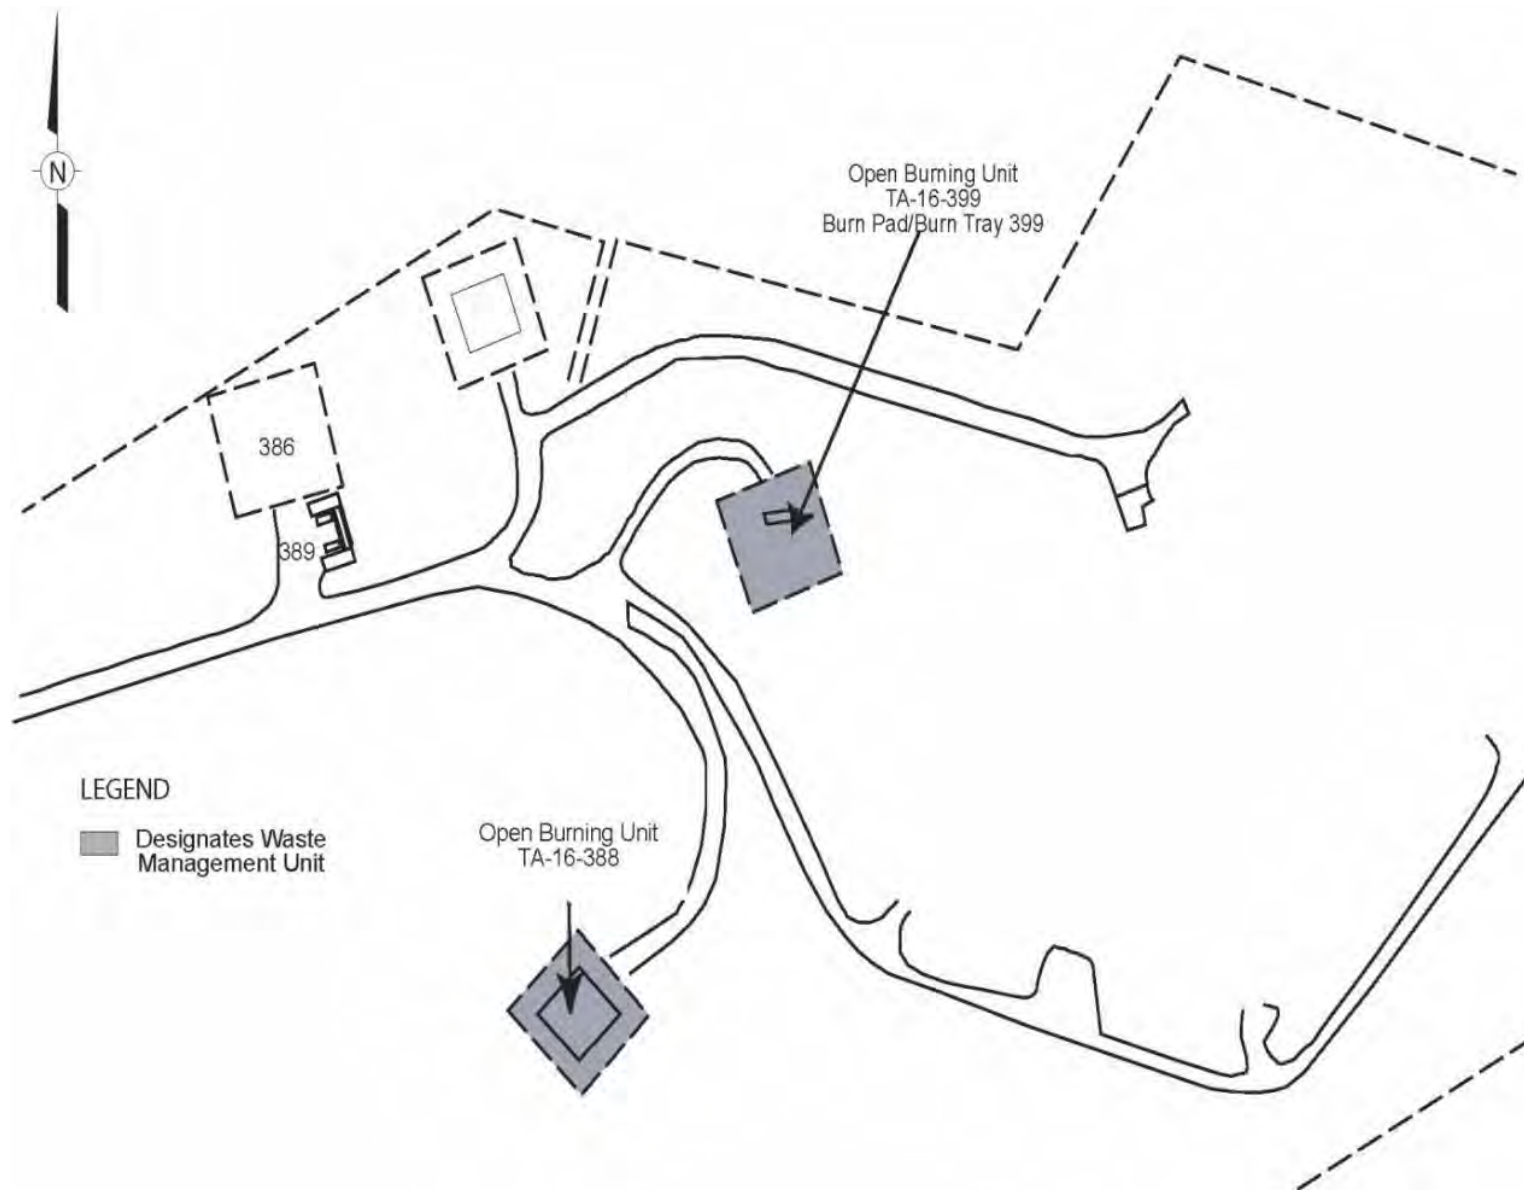 N
Open Burning Unit
TA-16-399
Burn Pad/Burn Tray 399
386
389
LEGEND
Designates Waste
Management Unit
Open Burning Unit
TA-16-388